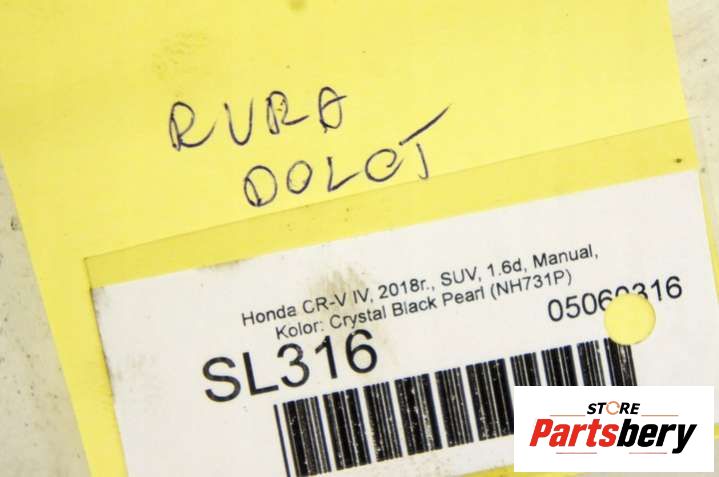 RURA
DOLOT
Honda CR-V IV, 2018r., SUV, 1.6d, Manual,
Kolor: Crystal Black Pearl (NH731P)
SL316
STORE
Partsbery